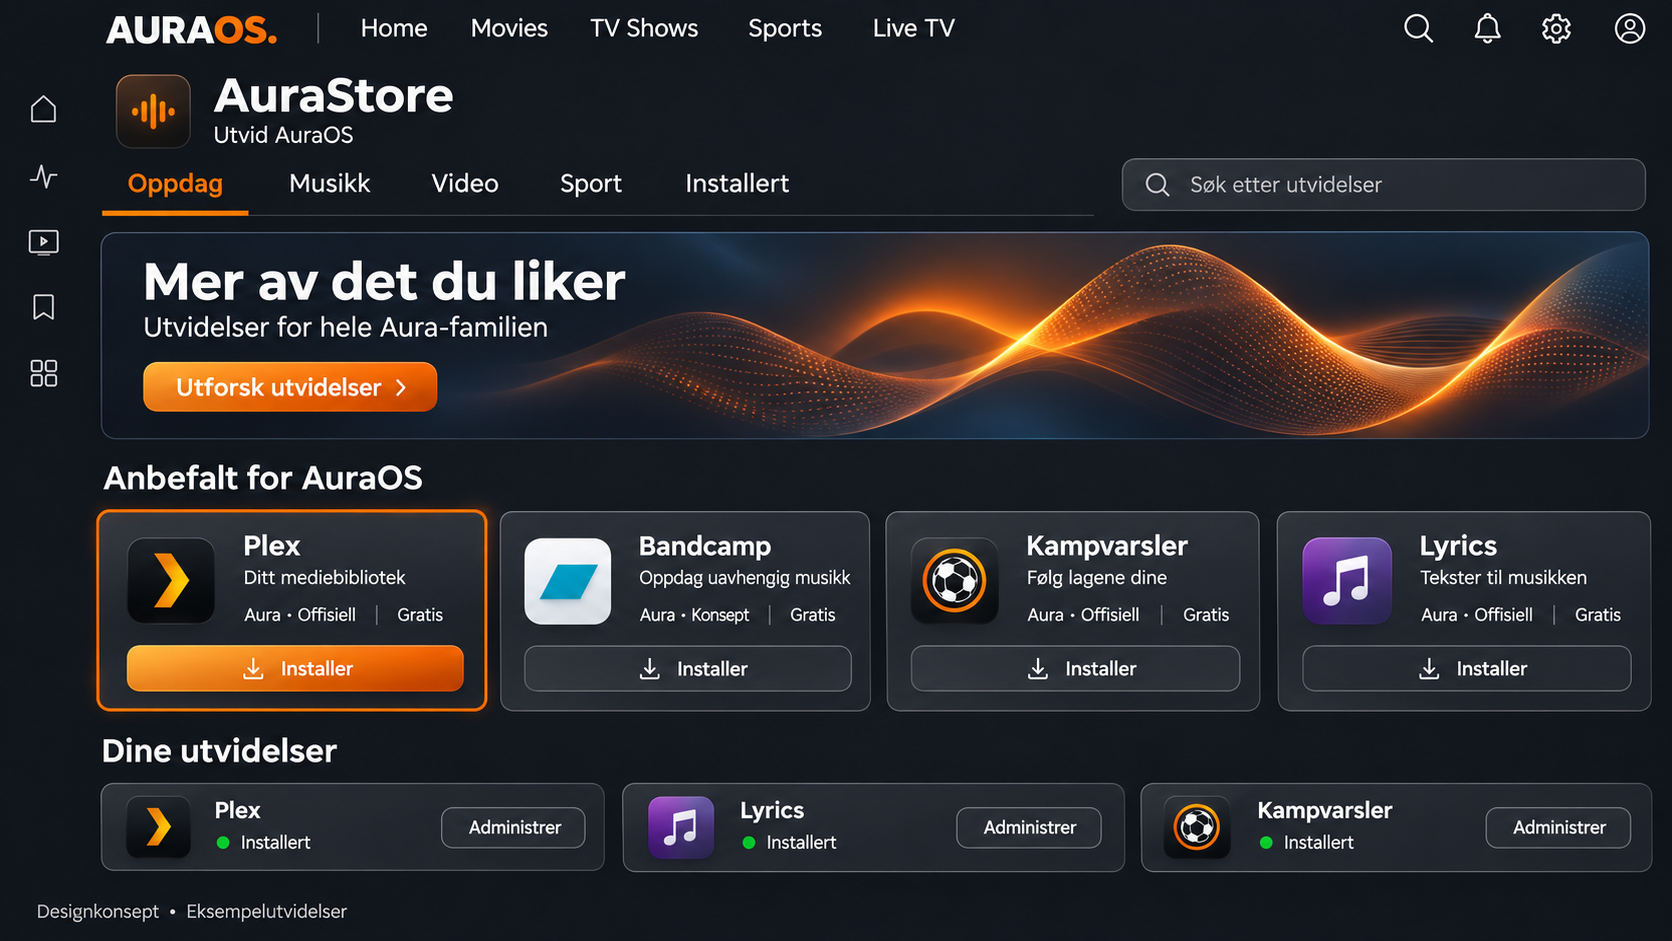 AURAOS.
Home
Movies
TV Shows
Sports
Live TV
AuraStore
Utvid AuraOS
Oppdag
Musikk
Video
Sport
Installert
Søk etter utvidelser
Mer av det du liker
Utvidelser for hele Aura-familien
Utforsk utvidelser
Anbefalt for AuraOS
Plex
Ditt mediebibliotek
Aura • Offisiell | Gratis
Installer
Bandcamp
Oppdag uavhengig musikk
Aura • Konsept | Gratis
Installer
Kampvarsler
Følg lagene dine
Aura • Offisiell | Gratis
Installer
Lyrics
Tekster til musikken
Aura • Offisiell | Gratis
Installer
Dine utvidelser
Plex
Installert
Administrer
Lyrics
Installert
Administrer
Kampvarsler
Installert
Administrer
Designkonsept • Eksempelutvidelser